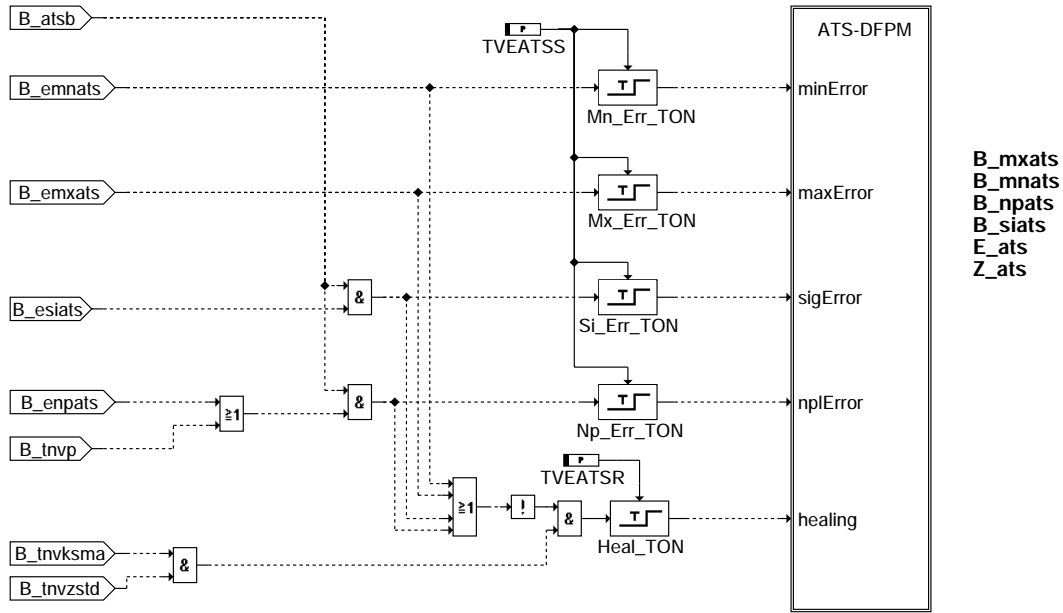 B_atsb
TVEATSS
P
ATS-DFPM
B_emnats
T
Mn_Err_TON
minError
B_emxats
T
Mx_Err_TON
maxError
B_mxats
B_mnats
B_npats
B_siats
E_ats
Z_ats
B_esiats
&
T
Si_Err_TON
sigError
B_enpats
≥1
&
T
Np_Err_TON
nplError
B_tnvp
P
TVEATSR
≥1
!
&
T
Heal_TON
healing
B_tnvksma
&
B_tnvzstd